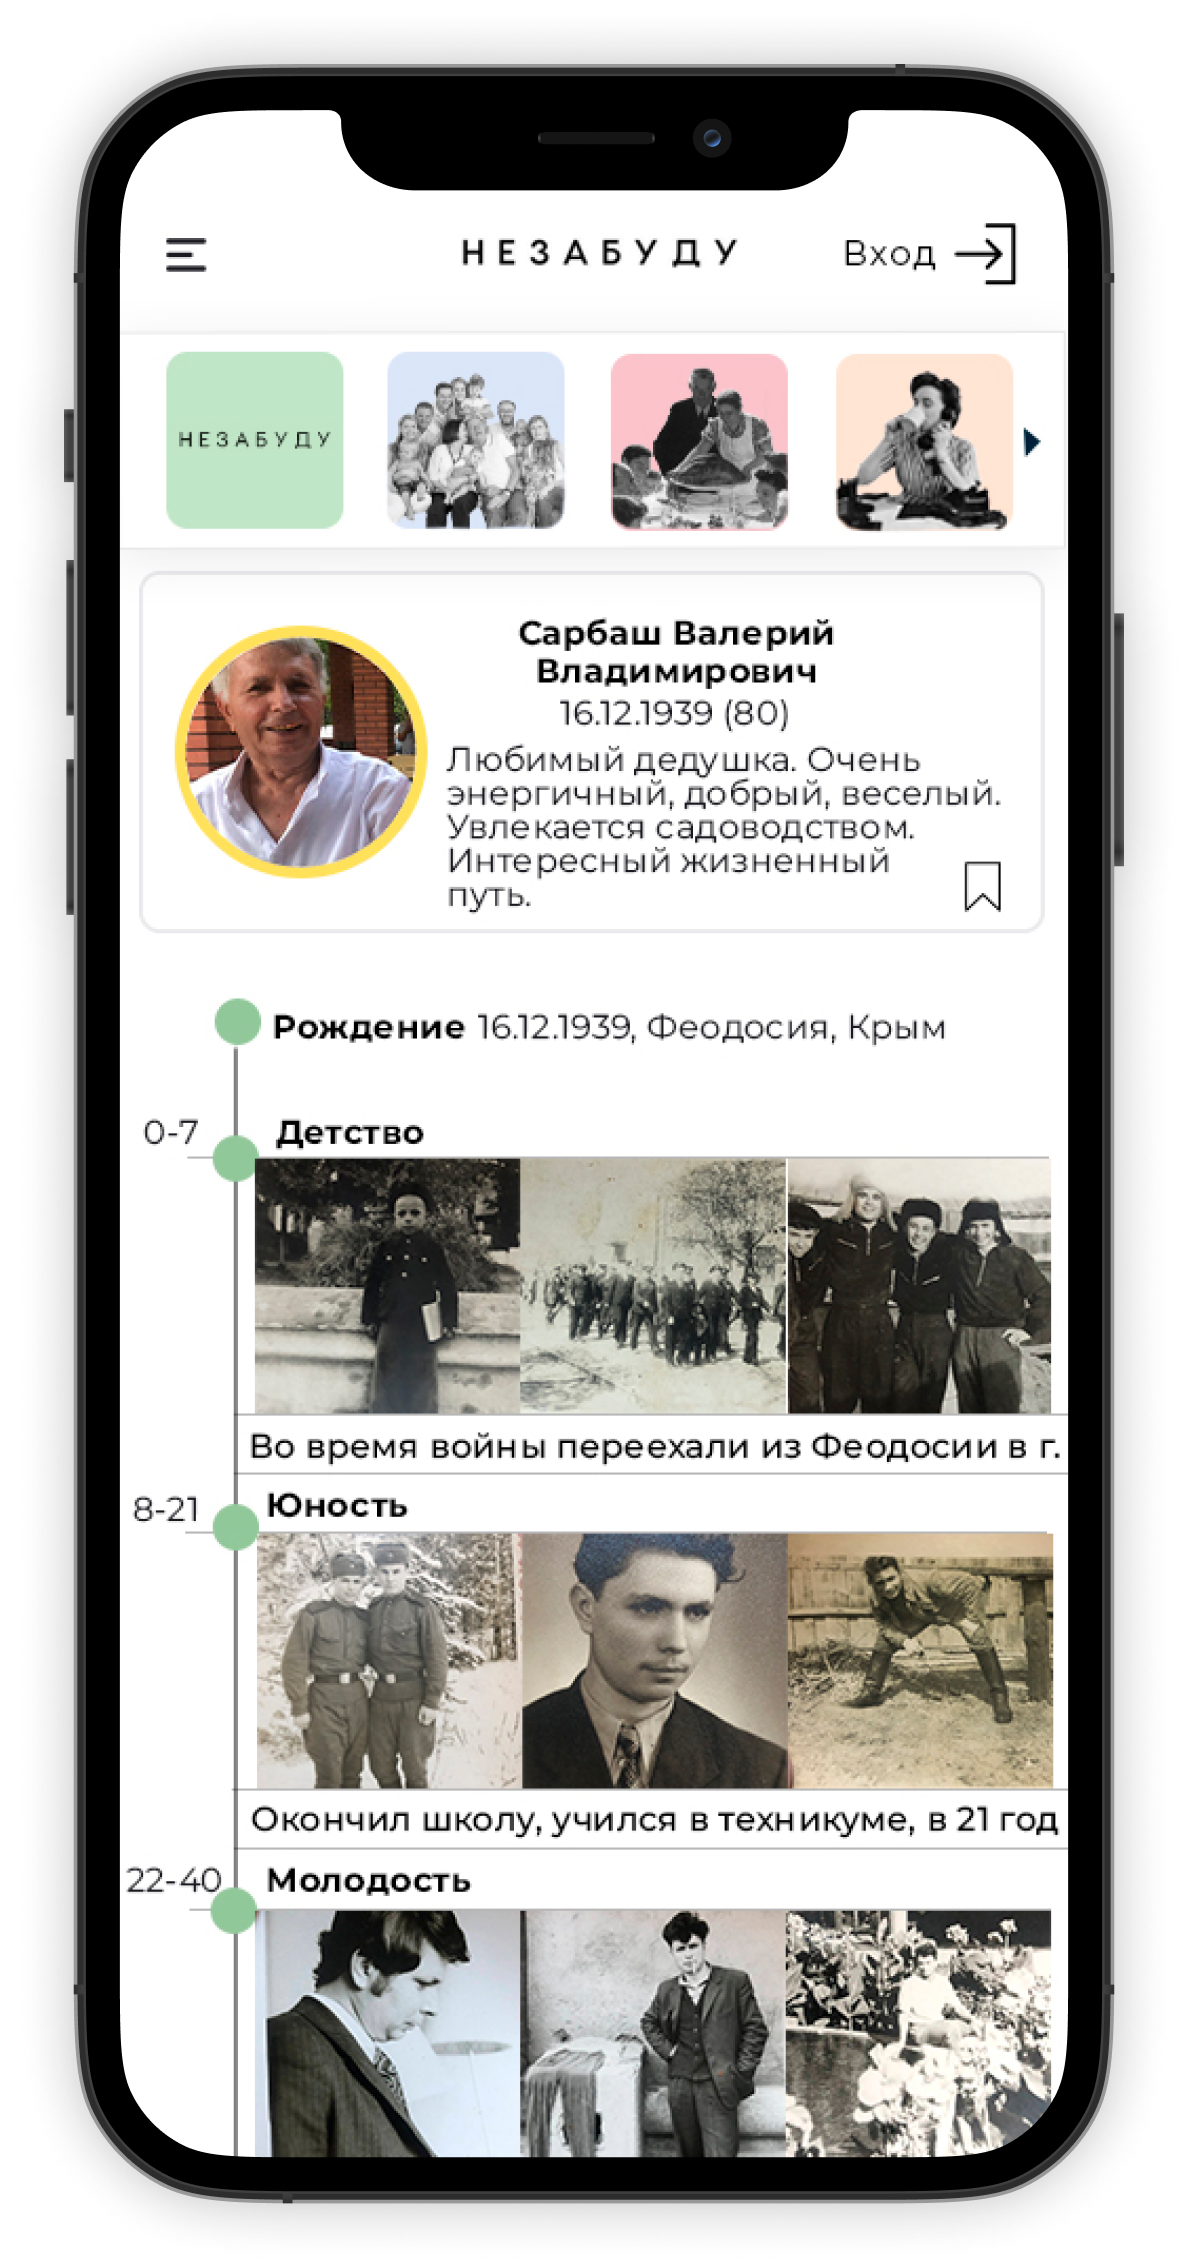 НЕЗАБУДУ
Вход
НЕЗАБУДУ
Сарбаш Валерий
Владимирович
16.12.1939 (80)
Любимый дедушка. Очень
энергичный, добрый, веселый.
Увлекается садоводством.
Интересный жизненный
путь.
Рождение 16.12.1939, Феодосия, Крым
0-7 Детство
Во время войны переехали из Феодосии в г.
8-21 Юность
Окончил школу, учился в техникуме, в 21 год
22-40 Молодость